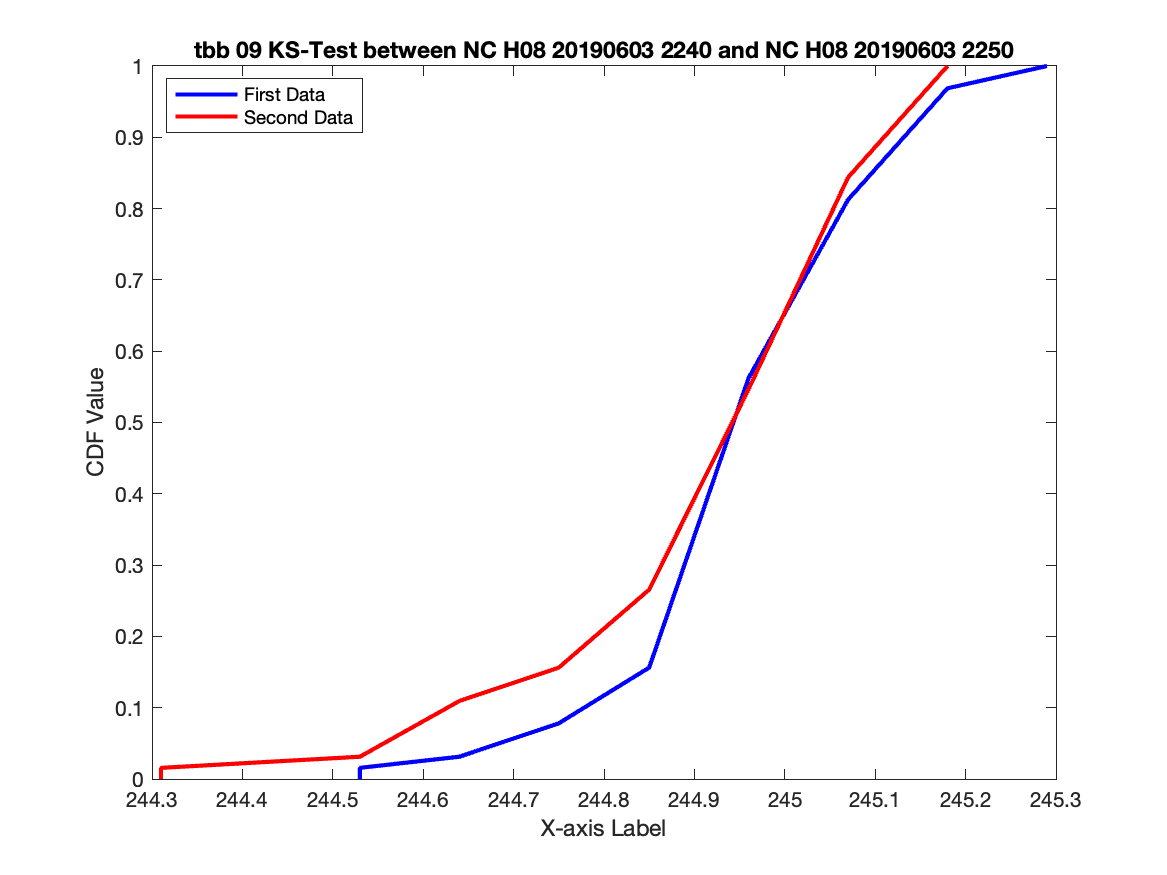 tbb 09 KS-Test between NC H08 20190603 2240 and NC H08 20190603 2250
First Data
Second Data
CDF Value
1
0.9
0.8
0.7
0.6
0.5
0.4
0.3
0.2
0.1
0
244.3 244.4 244.5 244.6 244.7 244.8 244.9 245 245.1 245.2 245.3
X-axis Label